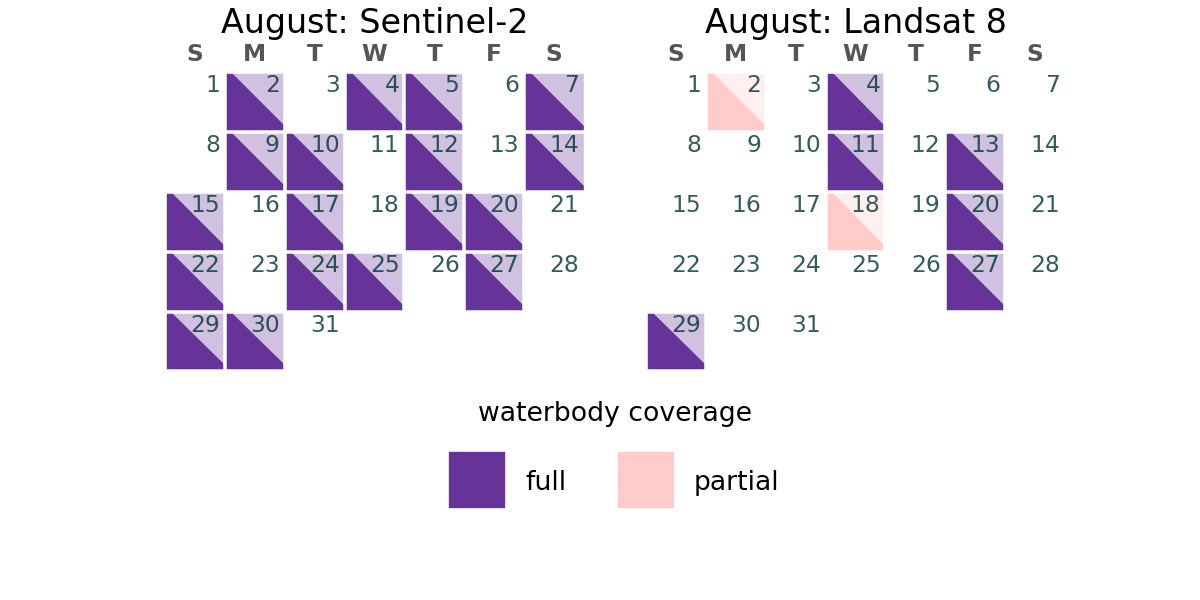 August: Sentinel-2
S M T W T F S
1 2 3 4 5 6 7
8 9 10 11 12 13 14
15 16 17 18 19 20 21
22 23 24 25 26 27 28
29 30 31
August: Landsat 8
S M T W T F S
1 2 3 4 5 6 7
8 9 10 11 12 13 14
15 16 17 18 19 20 21
22 23 24 25 26 27 28
29 30 31
waterbody coverage
full partial